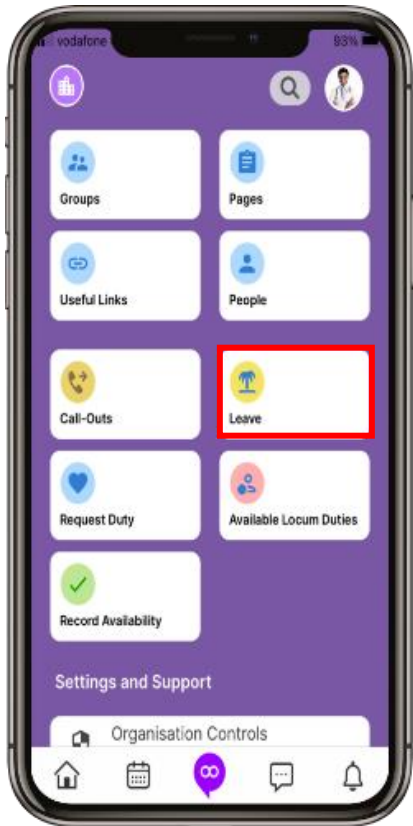 vodafone 93%
Groups Pages
Useful Links People
Call-Outs Leave
Request Duty Available Locum Duties
Record Availability
Settings and Support
Organisation Controls